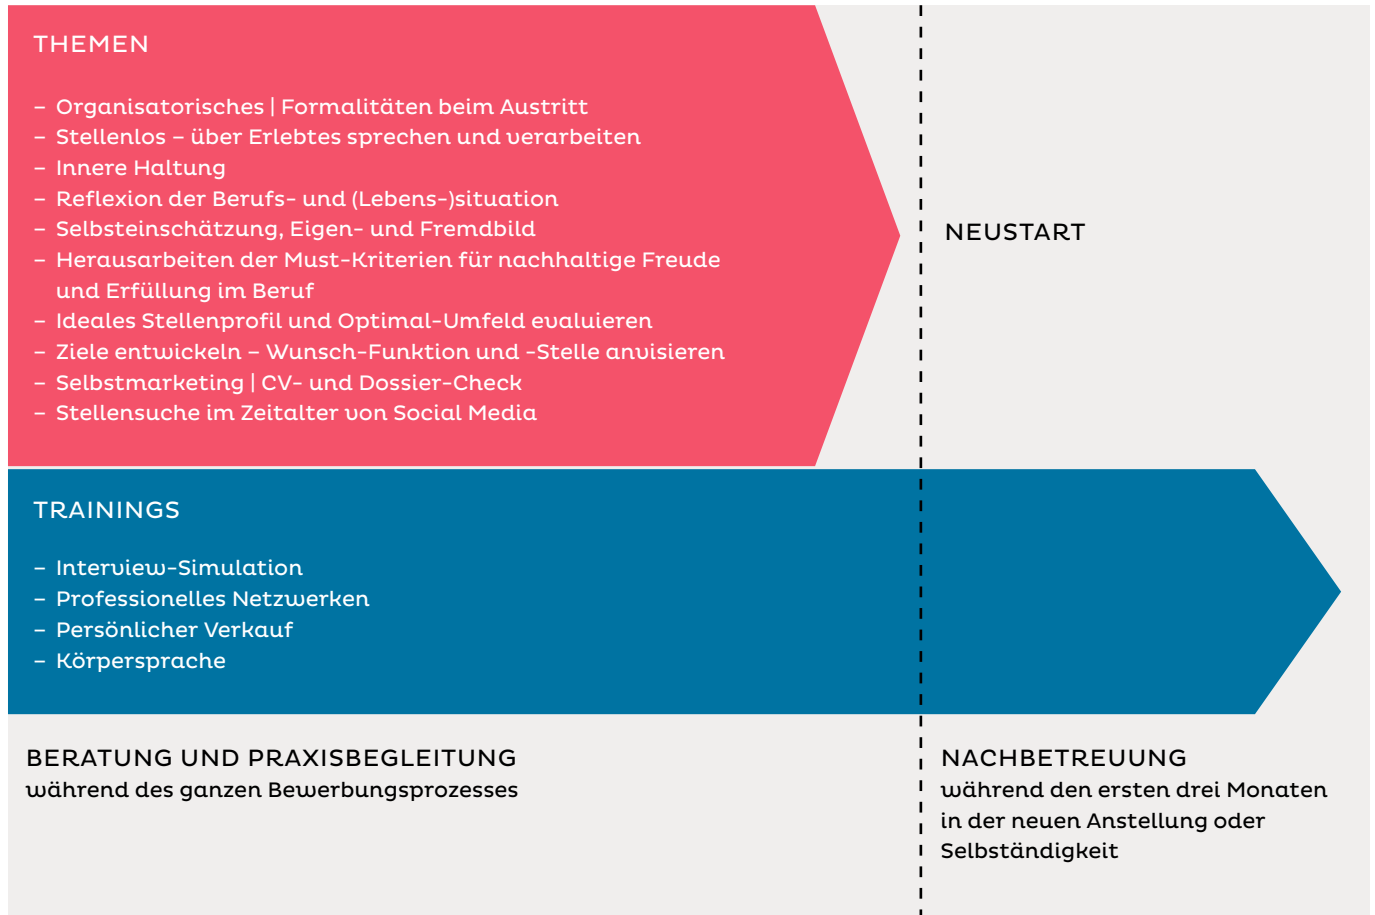 THEMEN
– Organisatorisches | Formalitäten beim Austritt
– Stellenlos – über Erlebtes sprechen und verarbeiten
– Innere Haltung
– Reflexion der Berufs- und (Lebens-)situation
– Selbsteinschätzung, Eigen- und Fremdbild
– Herausarbeiten der Must-Kriterien für nachhaltige Freude
und Erfüllung im Beruf
– Ideales Stellenprofil und Optimal-Umfeld evaluieren
– Ziele entwickeln – Wunsch-Funktion und -Stelle anvisieren
– Selbstmarketing | CV- und Dossier-Check
– Stellensuche im Zeitalter von Social Media
NEUSTART
TRAININGS
– Interview-Simulation
– Professionelles Netzwerken
– Persönlicher Verkauf
– Körpersprache
BERATUNG UND PRAXISBEGLEITUNG
während des ganzen Bewerbungsprozesses
NACHBETREUUNG
während den ersten drei Monaten
in der neuen Anstellung oder
Selbständigkeit